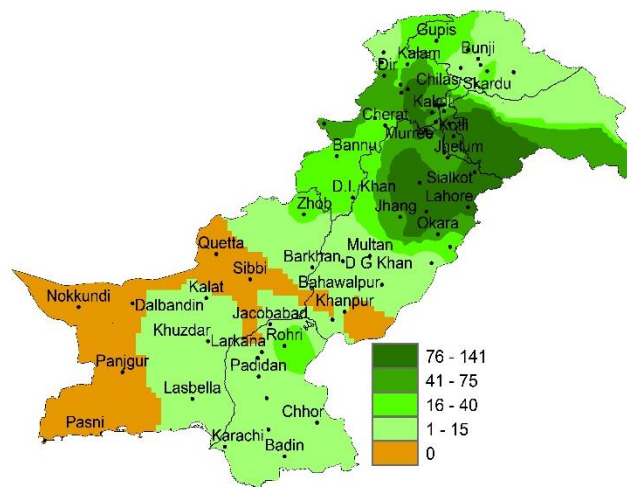 Gupis
Bunji
Kalam
Dir
Chilas
Skardu
Kakul
Cherat
Kotli
Murree
Jhelum
Bannu
Sialkot
D.I. Khan
Lahore
Zhob
Jhang
Okara
Quetta
Multan
Barkhan
D G Khan
Sibbi
Kalat
Bahawalpur
Nokkundi
Dalbandin
Khanpur
Jacobabad
Khuzdar
Rohri
Larkana
Panjgur
Padidan
Lasbella
Chhor
Pasni
Karachi
Badin
76 - 141
41 - 75
16 - 40
1 - 15
0